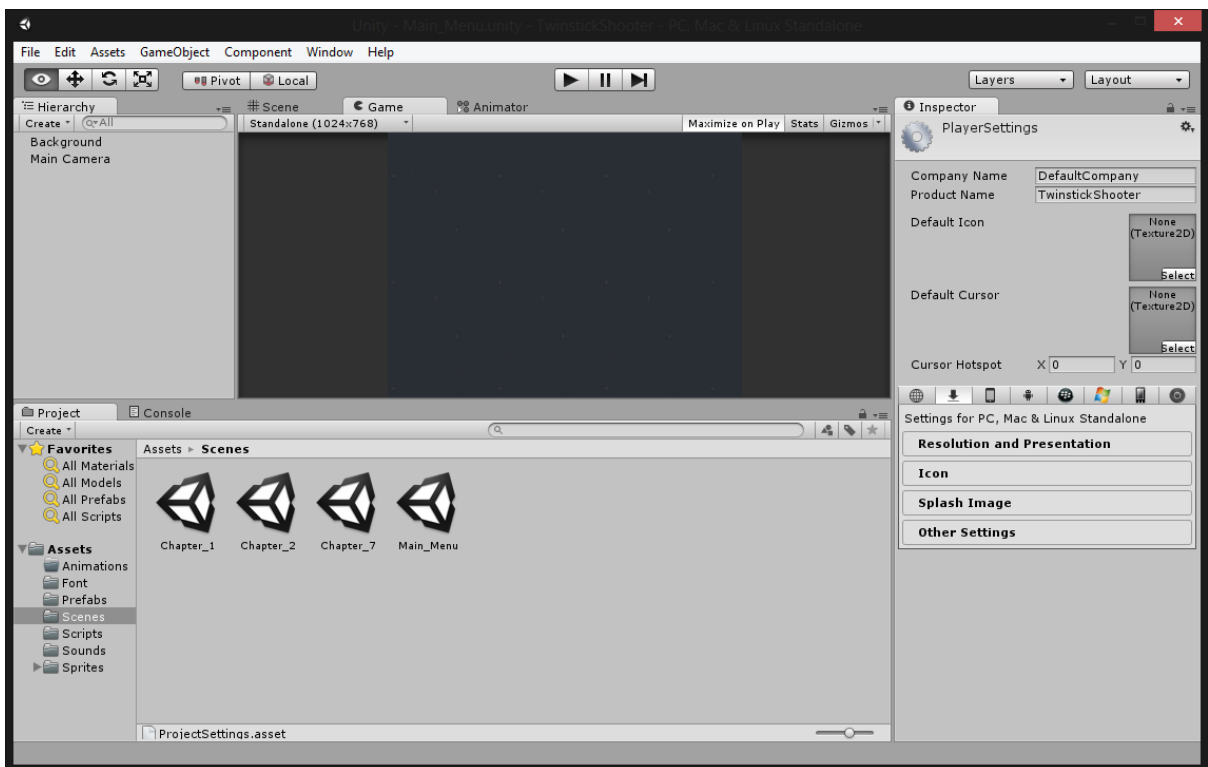 Unity - Main_Menu.unity - TwinstickShooter - PC, Mac & Linux Standalone
File Edit Assets GameObject Component Window Help
Pivot Local Layers Layout
Hierarchy # Scene Game Animator Inspector
Create All Standalone (1024x768) Maximize on Play Stats Gizmos PlayerSettings
Background
Main Camera
Company Name DefaultCompany
Product Name TwinstickShooter
Default Icon None
(Texture2D)
Select
Default Cursor None
(Texture2D)
Select
Cursor Hotspot X 0 Y 0
Project Console
Create
Settings for PC, Mac & Linux Standalone
Favorites Assets Scenes
Resolution and Presentation
All Materials
All Models
All Prefabs
All Scripts
Icon
Splash Image
Other Settings
Chapter_1 Chapter_2 Chapter_7 Main_Menu
Assets
Animations
Font
Prefabs
Scenes
Scripts
Sounds
Sprites
ProjectSettings.asset